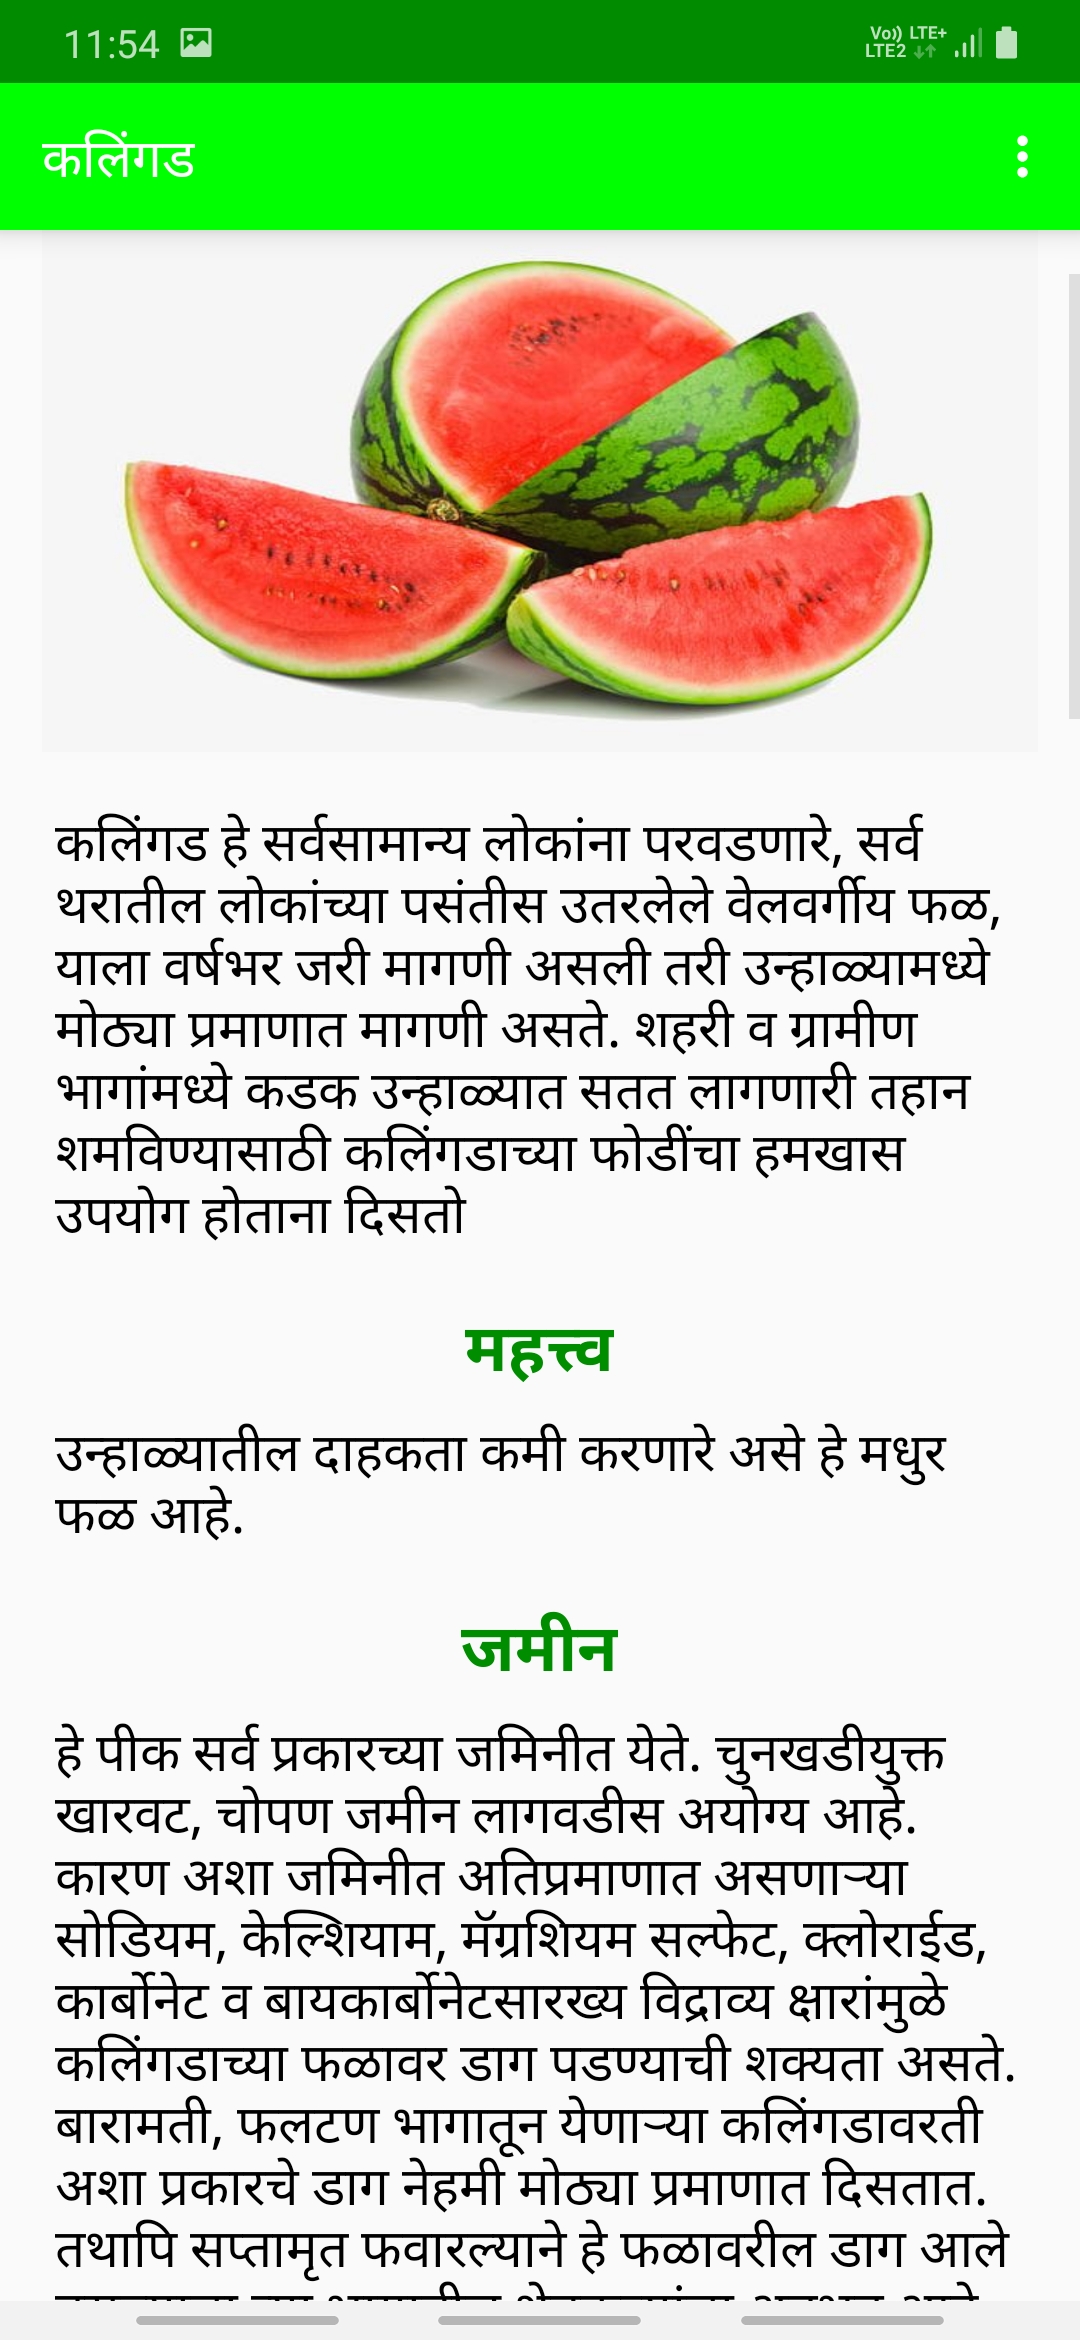 11:54
Vo)) LTE+
LTE2
कलिंगड
कलिंगड हे सर्वसामान्य लोकांना परवडणारे, सर्व
थरातील लोकांच्या पसंतीस उतरलेले वेलवर्गीय फळ,
याला वर्षभर जरी मागणी असली तरी उन्हाळ्यामध्ये
मोठ्या प्रमाणात मागणी असते. शहरी व ग्रामीण
भागांमध्ये कडक उन्हाळ्यात सतत लागणारी तहान
शमविण्यासाठी कलिंगडाच्या फोडींचा हमखास
उपयोग होताना दिसतो
महत्त्व
उन्हाळ्यातील दाहकता कमी करणारे असे हे मधुर
फळ आहे.
जमीन
हे पीक सर्व प्रकारच्या जमिनीत येते. चुनखडीयुक्त
खारवट, चोपण जमीन लागवडीस अयोग्य आहे.
कारण अशा जमिनीत अतिप्रमाणात असणाऱ्या
सोडियम, केल्शियाम, मॅग्रशियम सल्फेट, क्लोराईड,
कार्बोनेट व बायकार्बोनेटसारख्य विद्राव्य क्षारांमुळे
कलिंगडाच्या फळावर डाग पडण्याची शक्यता असते.
बारामती, फलटण भागातून येणाऱ्या कलिंगडावरती
अशा प्रकारचे डाग नेहमी मोठ्या प्रमाणात दिसतात.
तथापि सप्तामृत फवारल्याने हे फळावरील डाग आले